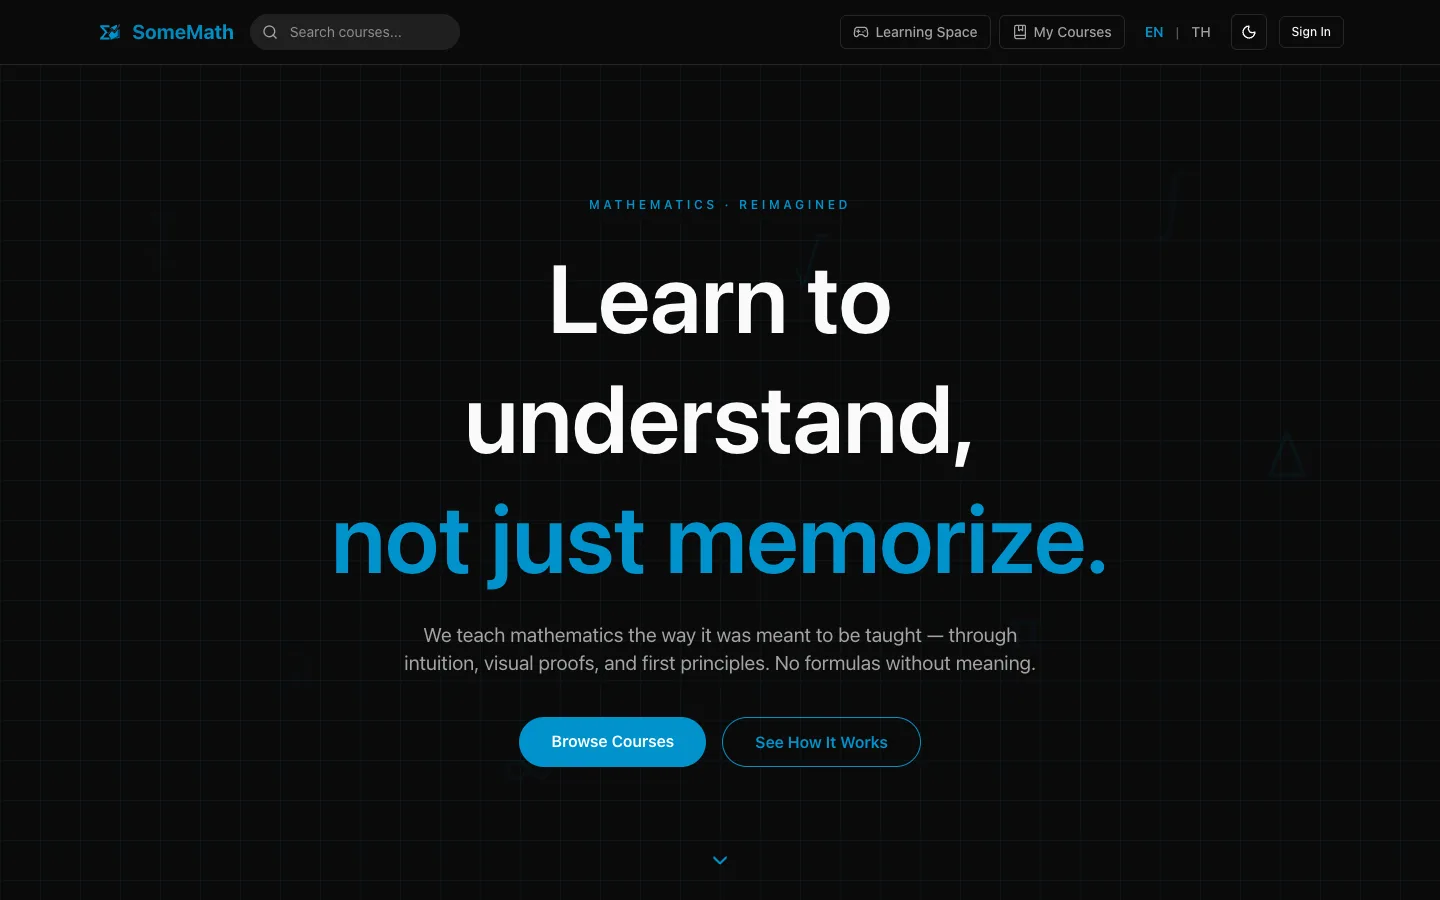 SomeMath
Search courses...
Learning Space
My Courses
EN | TH
Sign In
MATHEMATICS · REIMAGINED
Learn to
understand,
not just memorize.
We teach mathematics the way it was meant to be taught — through
intuition, visual proofs, and first principles. No formulas without meaning.
Browse Courses
See How It Works